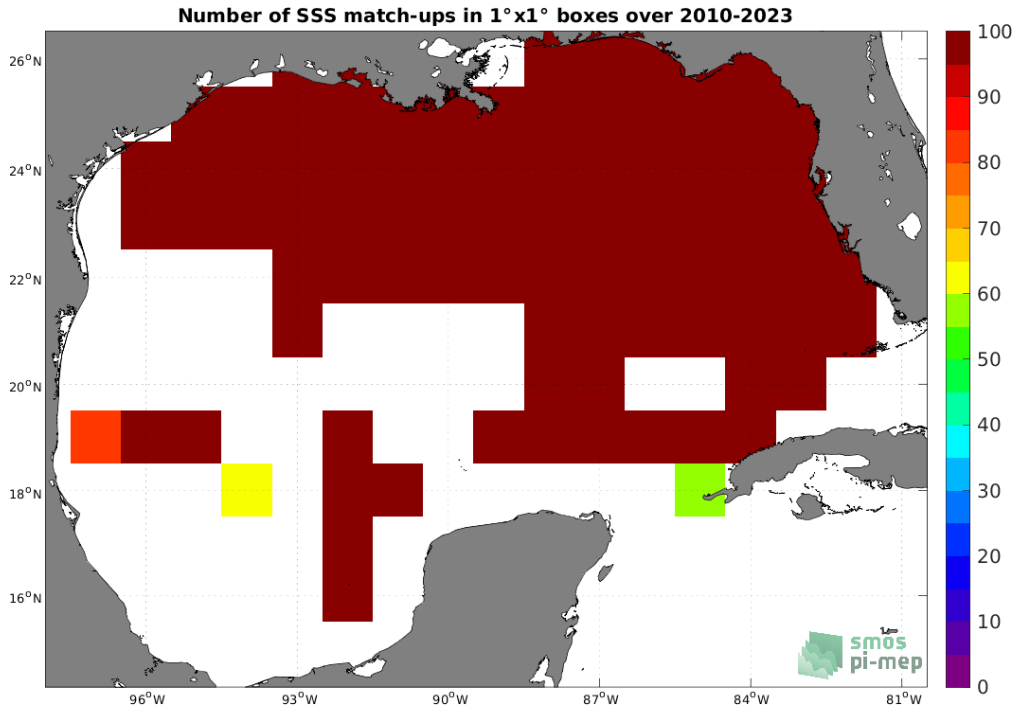 Number of SSS match-ups in 1°x1° boxes over 2010-2023
26°N
24°N
22°N
20°N
18°N
16°N
96°W
93°W
90°W
87°W
84°W
81°W
100
90
80
70
60
50
40
30
20
10
0
smos
pi-mep